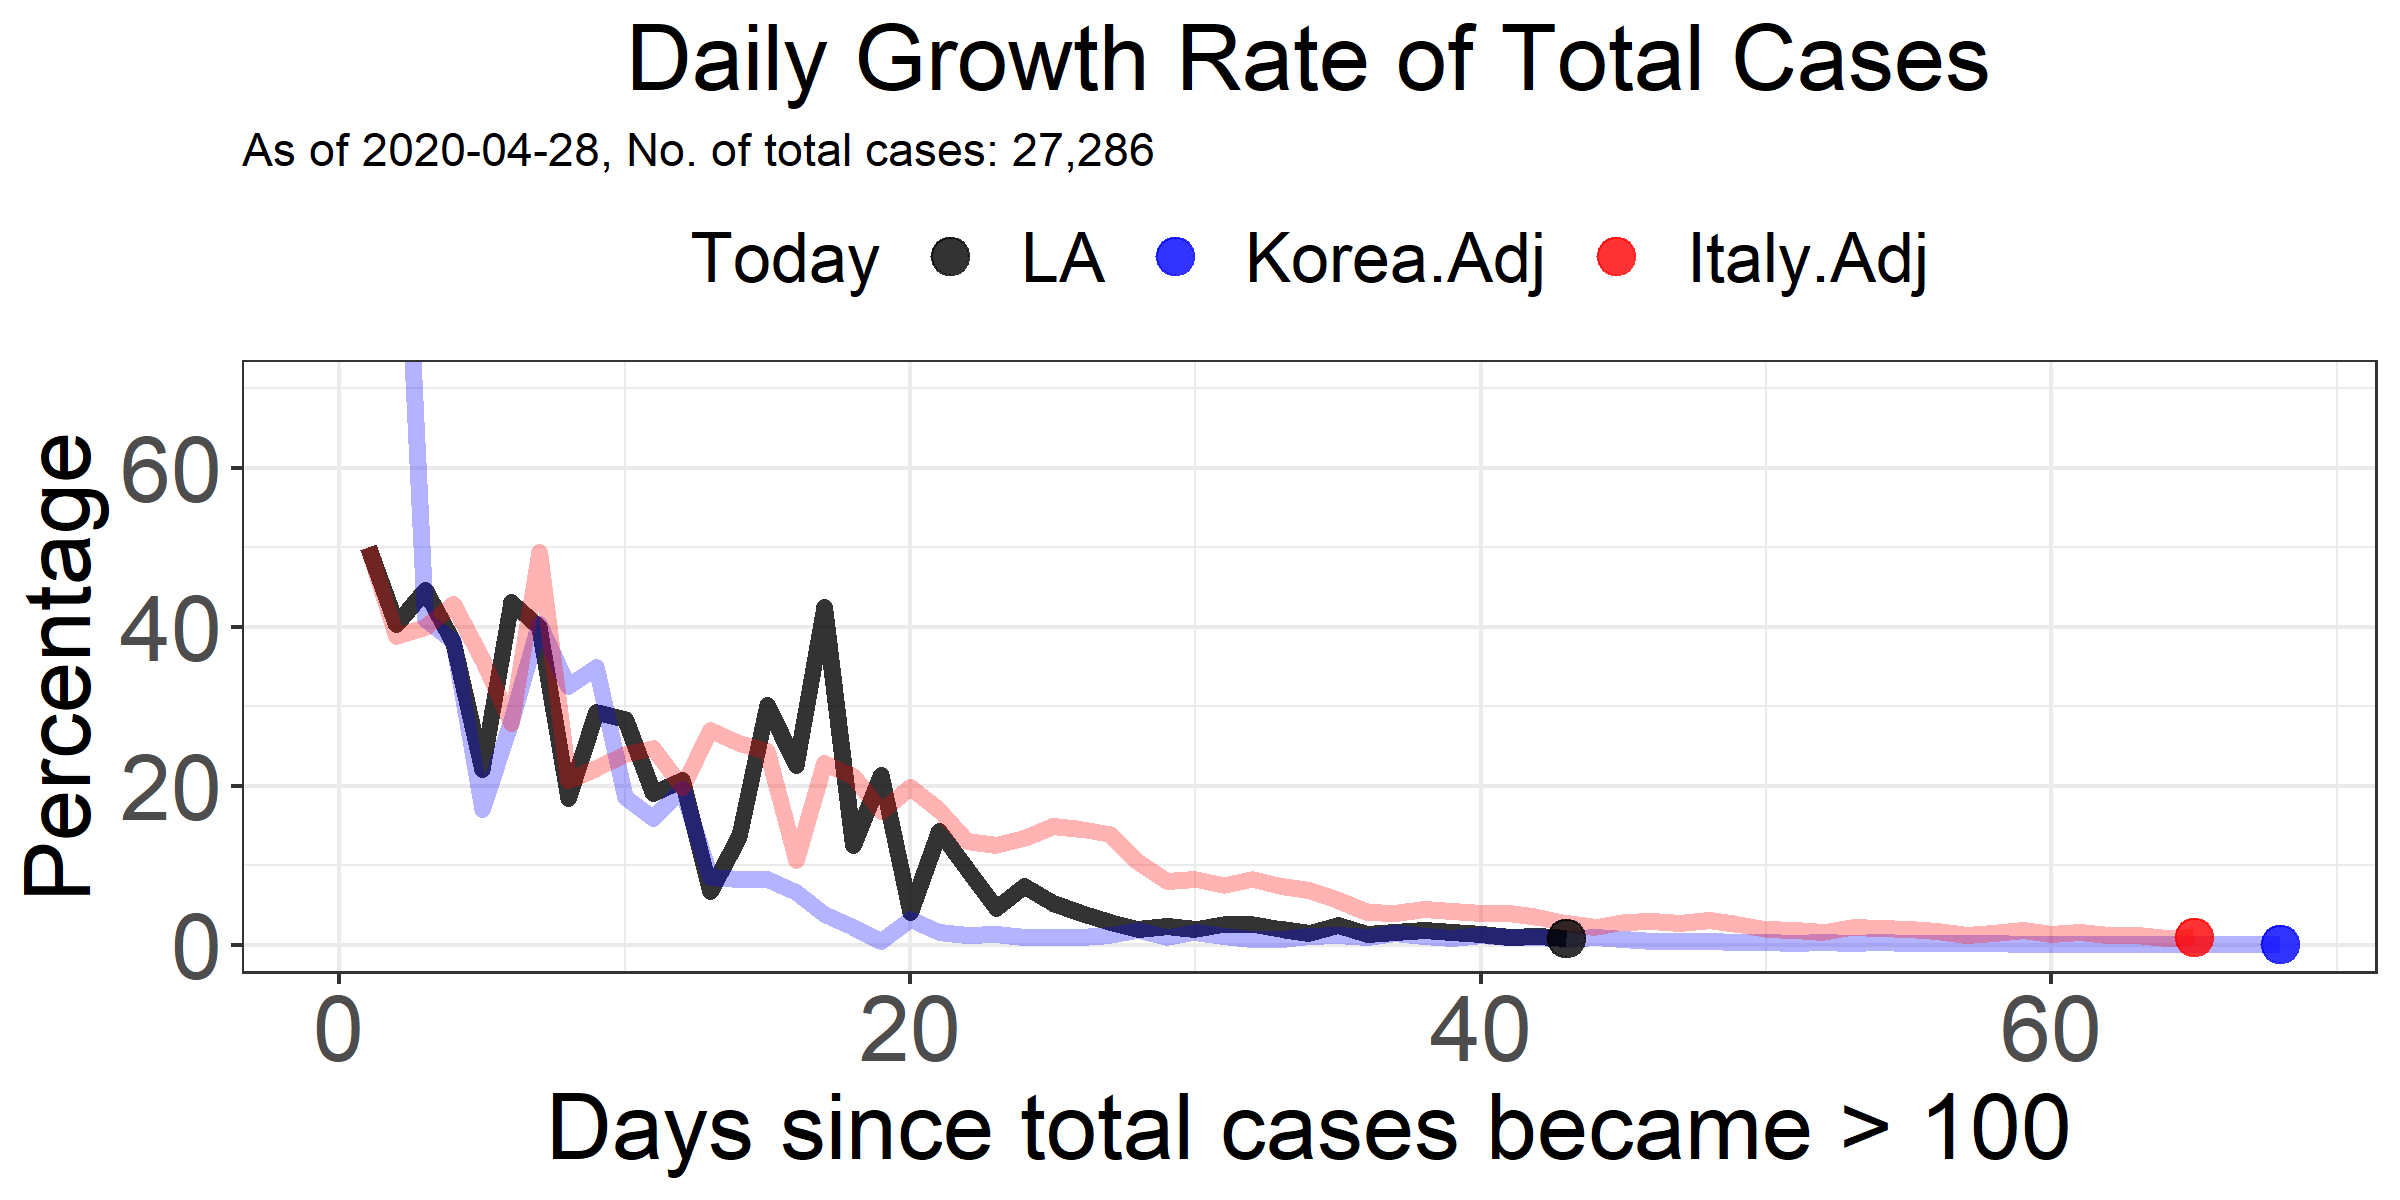 Daily Growth Rate of Total Cases
As of 2020-04-28, No. of total cases: 27,286
Today LA Korea.Adj Italy.Adj
Percentage
60
40
20
0
0 20 40 60
Days since total cases became > 100